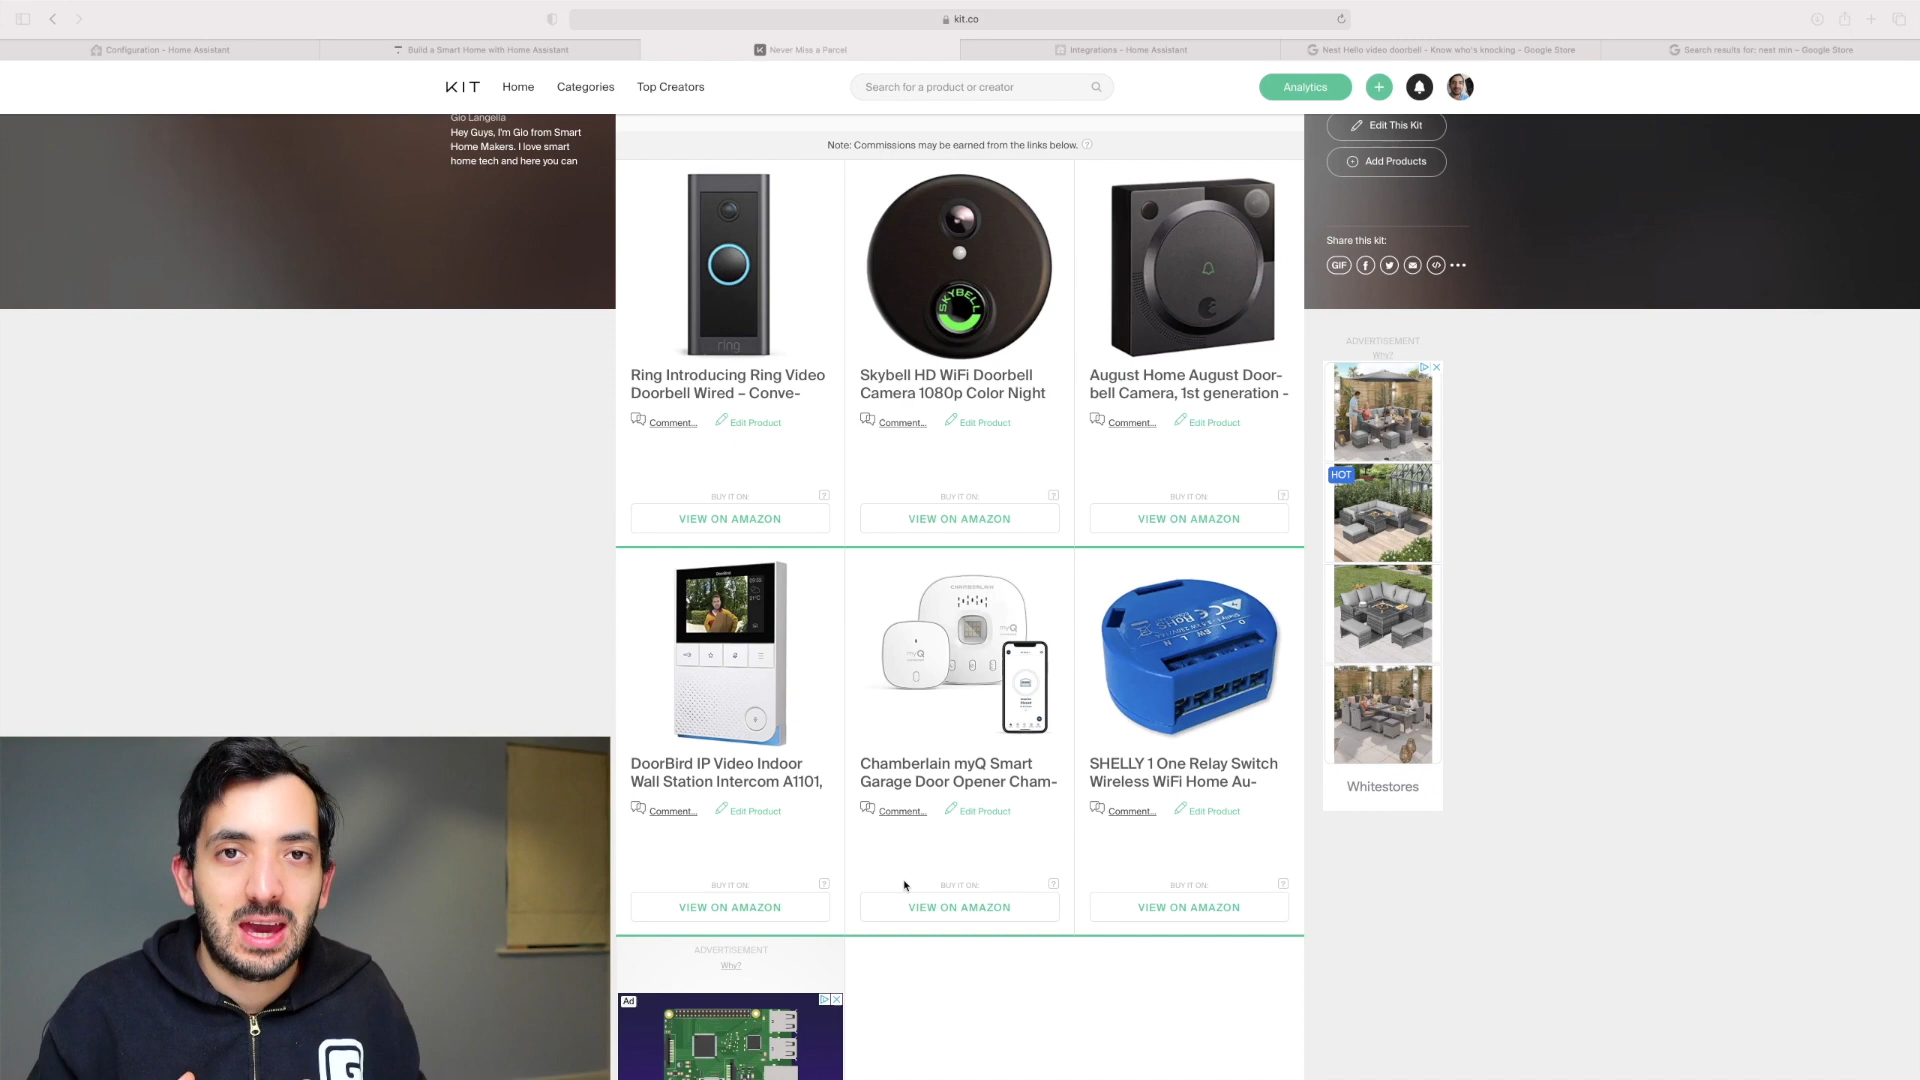 kit.co
Configuration - Home Assistant
Build a Smart Home with Home Assistant
Never Miss a Parcel
Integrations - Home Assistant
Nest Hello video doorbell - Know who's knocking - Google Store
Search results for: nest min – Google Store
KIT
Home
Categories
Top Creators
Search for a product or creator
Analytics
Gio Langella
Hey Guys, I'm Gio from Smart
Home Makers. I love smart
home tech and here you can
Note: Commissions may be earned from the links below.
Edit This Kit
Add Products
Share this kit:
GIF
ring
SKYBELL
Ring Introducing Ring Video
Doorbell Wired – Conve-
Comment...
Edit Product
BUY IT ON:
VIEW ON AMAZON
Skybell HD WiFi Doorbell
Camera 1080p Color Night
Comment...
Edit Product
BUY IT ON:
VIEW ON AMAZON
August Home August Door-
bell Camera, 1st generation -
Comment...
Edit Product
BUY IT ON:
VIEW ON AMAZON
ADVERTISEMENT
Why?
HOT
Whitestores
DoorBird
CHAMBERLAIN
myQ
myQ
DoorBird IP Video Indoor
Wall Station Intercom A1101,
Comment...
Edit Product
BUY IT ON:
VIEW ON AMAZON
Chamberlain myQ Smart
Garage Door Opener Cham-
Comment...
Edit Product
BUY IT ON:
VIEW ON AMAZON
SHELLY 1 One Relay Switch
Wireless WiFi Home Au-
Comment...
Edit Product
BUY IT ON:
VIEW ON AMAZON
ADVERTISEMENT
Why?
Ad